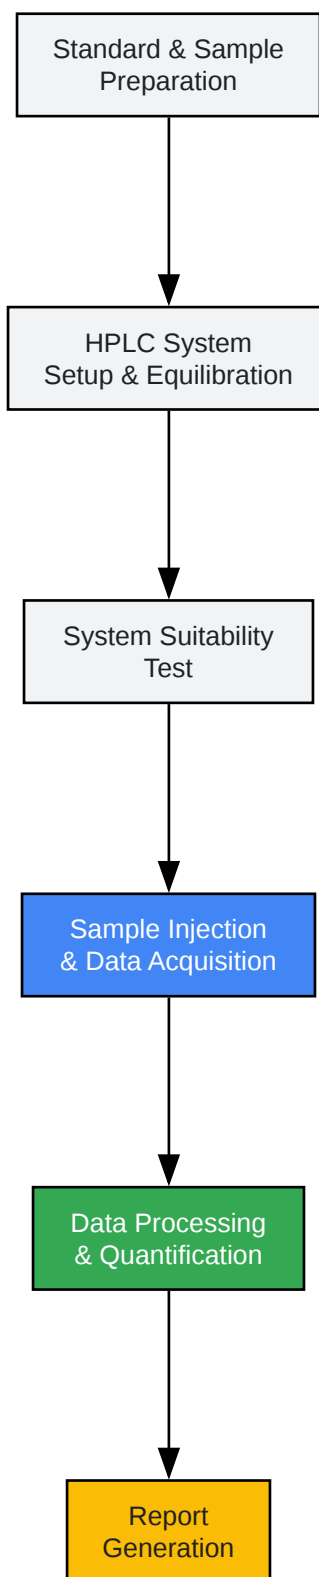 Standard & Sample
Preparation
HPLC System
Setup & Equilibration
System Suitability
Test
Sample Injection
& Data Acquisition
Data Processing
& Quantification
Report
Generation